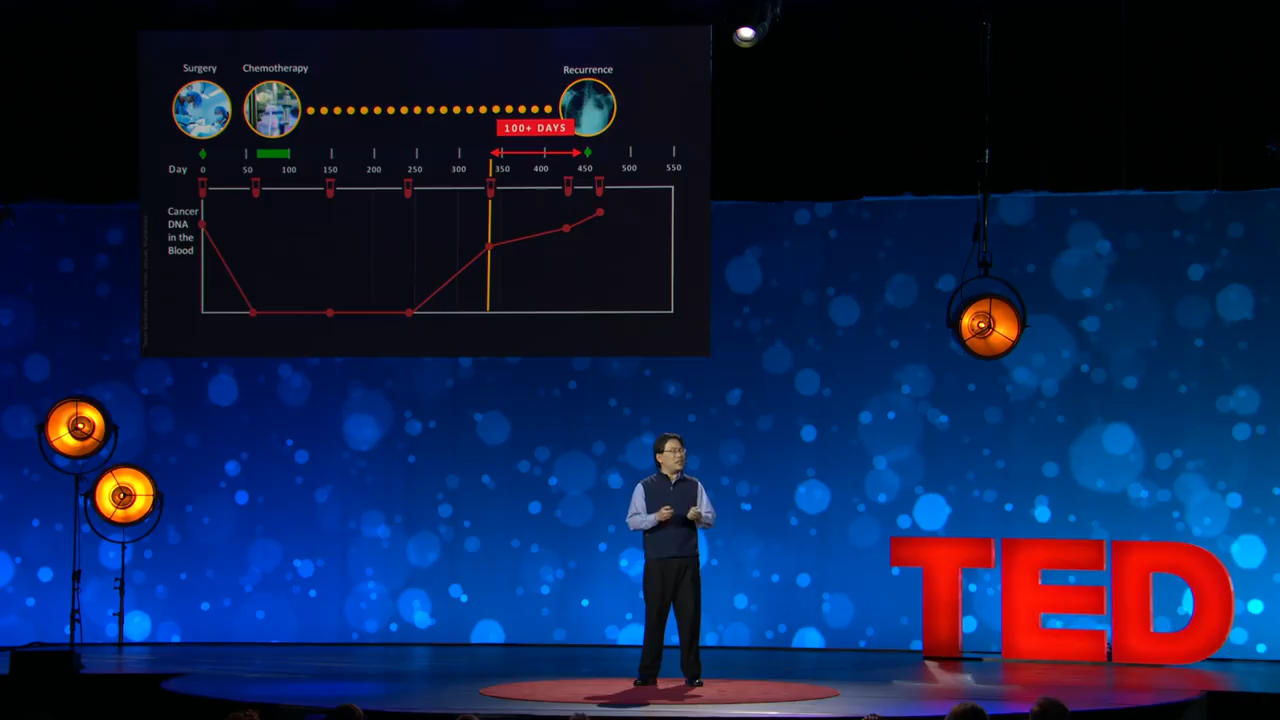 Surgery
Chemotherapy
Recurrence
100+ DAYS
Day
0 50 100 150 200 250 300 350 400 450 500 550
Cancer
DNA
in the
Blood
TED